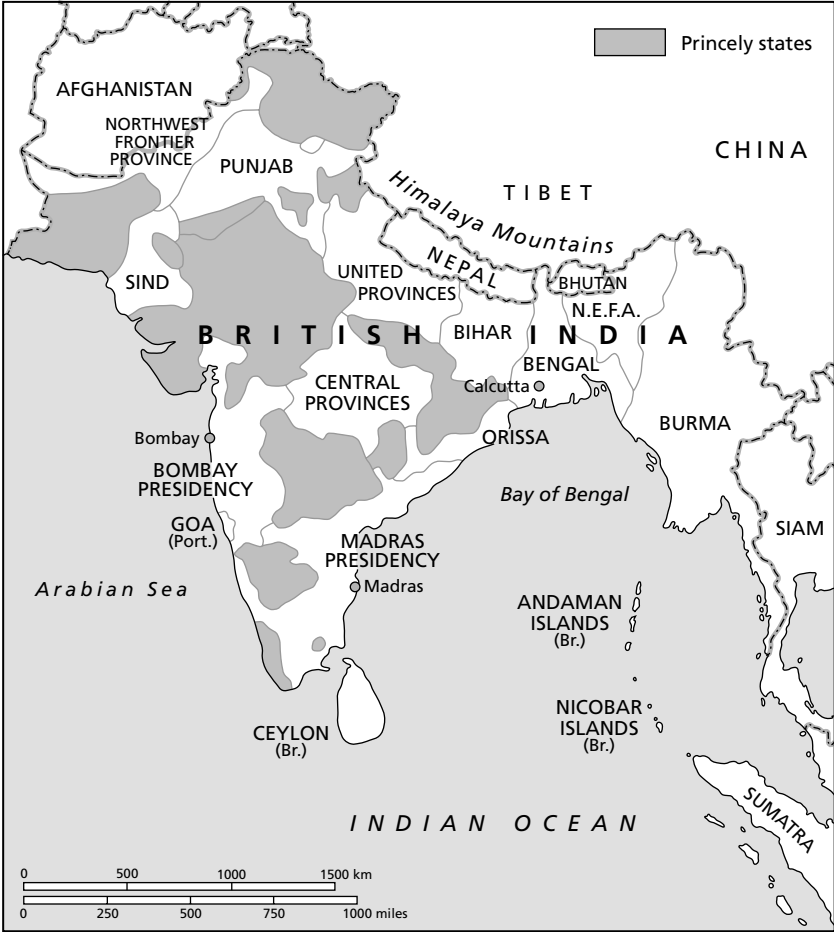 Princely states
AFGHANISTAN
NORTHWEST
FRONTIER
PROVINCE
PUNJAB
CHINA
TIBET
Himalaya Mountains
NEPAL
BHUTAN
SIND
UNITED
PROVINCES
N.E.F.A.
BRITISH INDIA
BIHAR
BENGAL
Calcutta
CENTRAL
PROVINCES
ORISSA
BURMA
Bombay
BOMBAY
PRESIDENCY
Bay of Bengal
GOA
(Port.)
MADRAS
PRESIDENCY
SIAM
Arabian Sea
Madras
ANDAMAN
ISLANDS
(Br.)
NICOBAR
ISLANDS
(Br.)
CEYLON
(Br.)
SUMATRA
INDIAN OCEAN
0 500 1000 1500 km
0 250 500 750 1000 miles